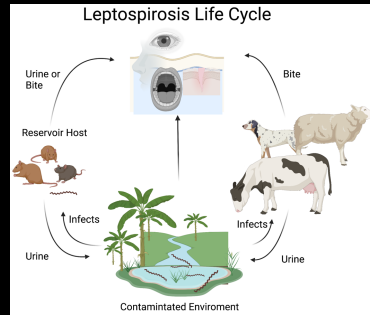 Leptospirosis Life Cycle
Urine or
Bite
Bite
Reservoir Host
Infects
Infects
Urine
Urine
Contamintated Enviroment